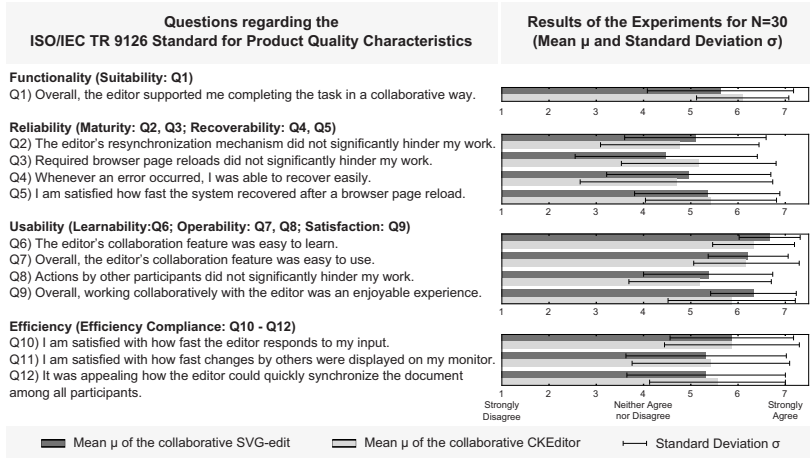 Questions regarding the
ISO/IEC TR 9126 Standard for Product Quality Characteristics
Results of the Experiments for N=30
(Mean μ and Standard Deviation σ)
Functionality (Suitability: Q1)
Q1) Overall, the editor supported me completing the task in a collaborative way.
1 2 3 4 5 6 7
Reliability (Maturity: Q2, Q3; Recoverability: Q4, Q5)
Q2) The editor's resynchronization mechanism did not significantly hinder my work.
Q3) Required browser page reloads did not significantly hinder my work.
Q4) Whenever an error occurred, I was able to recover easily.
Q5) I am satisfied how fast the system recovered after a browser page reload.
1 2 3 4 5 6 7
Usability (Learnability:Q6; Operability: Q7, Q8; Satisfaction: Q9)
Q6) The editor's collaboration feature was easy to learn.
Q7) Overall, the editor's collaboration feature was easy to use.
Q8) Actions by other participants did not significantly hinder my work.
Q9) Overall, working collaboratively with the editor was an enjoyable experience.
1 2 3 4 5 6 7
Efficiency (Efficiency Compliance: Q10 - Q12)
Q10) I am satisfied with how fast the editor responds to my input.
Q11) I am satisfied with how fast changes by others were displayed on my monitor.
Q12) It was appealing how the editor could quickly synchronize the document
among all participants.
1 2 3 4 5 6 7
Strongly
Disagree
Neither Agree
nor Disagree
Strongly
Agree
Mean μ of the collaborative SVG-edit
Mean μ of the collaborative CKEditor
Standard Deviation σ